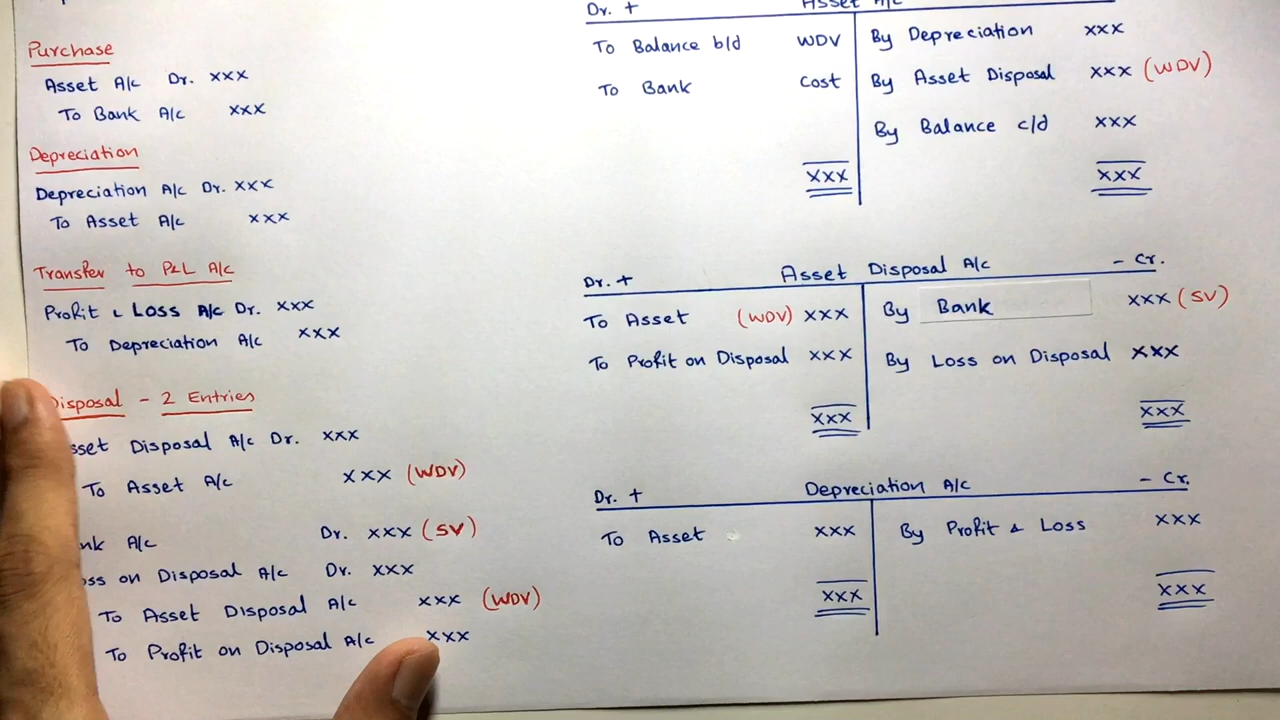 Purchase
Asset A/c Dr. xxx
To Bank A/c xxx
Depreciation
Depreciation A/c Dr. xxx
To Asset A/c xxx
Transfer to P&L A/c
Profit & Loss A/c Dr. xxx
To Depreciation A/c xxx
Disposal - 2 Entries
sset Disposal A/c Dr. xxx
To Asset A/c xxx (WDV)
nk A/c Dr. xxx (SV)
ss on Disposal A/c Dr. xxx
To Asset Disposal A/c xxx (WDV)
To Profit on Disposal A/c xxx
Dr. + Asset A/c
To Balance b/d WDV By Depreciation xxx
To Bank Cost By Asset Disposal xxx (WDV)
By Balance c/d xxx
xxx xxx
Dr. + Asset Disposal A/c - Cr.
To Asset (WDV) xxx By Bank xxx (SV)
To Profit on Disposal xxx By Loss on Disposal xxx
xxx xxx
Dr. + Depreciation A/c - Cr.
To Asset xxx By Profit & Loss xxx
xxx xxx